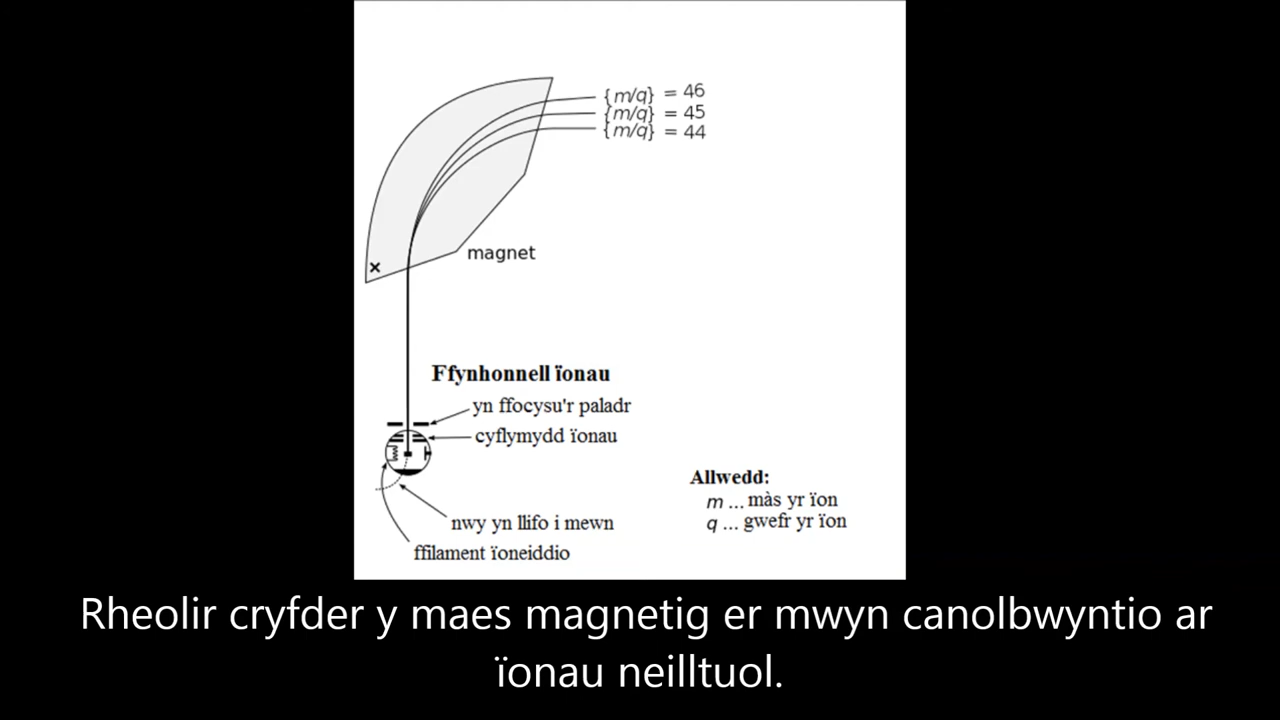 {m/q} = 46
{m/q} = 45
{m/q} = 44
magnet
Ffynhonnell ïonau
yn ffocysu'r paladr
cyflymydd ïonau
Allwedd:
m ... màs yr ïon
q ... gwefr yr ïon
nwy yn llifo i mewn
ffilament ïoneiddio
Rheolir cryfder y maes magnetig er mwyn canolbwyntio ar
ïonau neilltuol.